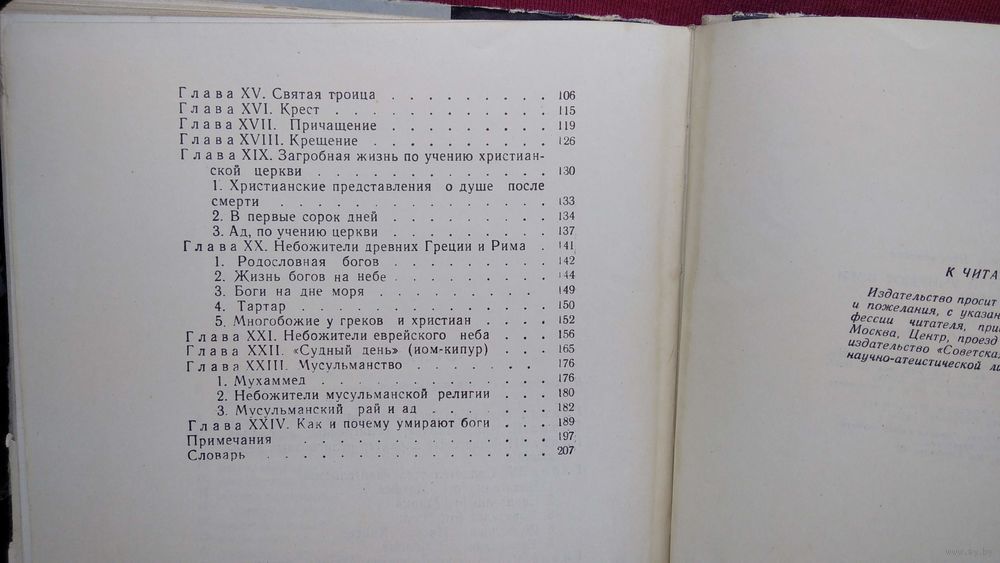 Глава XV. Святая троица . . . . . . . . . 106
Глава XVI. Крест . . . . . . . . . . . . 115
Глава XVII. Причащение . . . . . . . . . 119
Глава XVIII. Крещение . . . . . . . . . . 126
Глава XIX. Загробная жизнь по учению христиан-
ской церкви . . . . . . . . . . . . . 130
1. Христианские представления о душе после
смерти . . . . . . . . . . . . . . . 133
2. В первые сорок дней . . . . . . . . . 134
3. Ад, по учению церкви . . . . . . . . . 137
Глава XX. Небожители древних Греции и Рима . 141
1. Родословная богов . . . . . . . . . 142
2. Жизнь богов на небе . . . . . . . . 144
3. Боги на дне моря . . . . . . . . . 149
4. Тартар . . . . . . . . . . . . . 150
5. Многобожие у греков и христиан . . . . 152
Глава XXI. Небожители еврейского неба . . . 156
Глава XXII. «Судный день» (иом-кипур) . . . 165
Глава XXIII. Мусульманство . . . . . . . 176
1. Мухаммед . . . . . . . . . . . . 176
2. Небожители мусульманской религии . . . 180
3. Мусульманский рай и ад . . . . . . . 182
Глава XXIV. Как и почему умирают боги . . . 189
Примечания . . . . . . . . . . . . . . . 197
Словарь . . . . . . . . . . . . . . . . 207
К ЧИТА
Издательство просит
и пожелания, с указан
фессии читателя, при
Москва, Центр, проезд
издательство «Советска
научно-атеистической ли